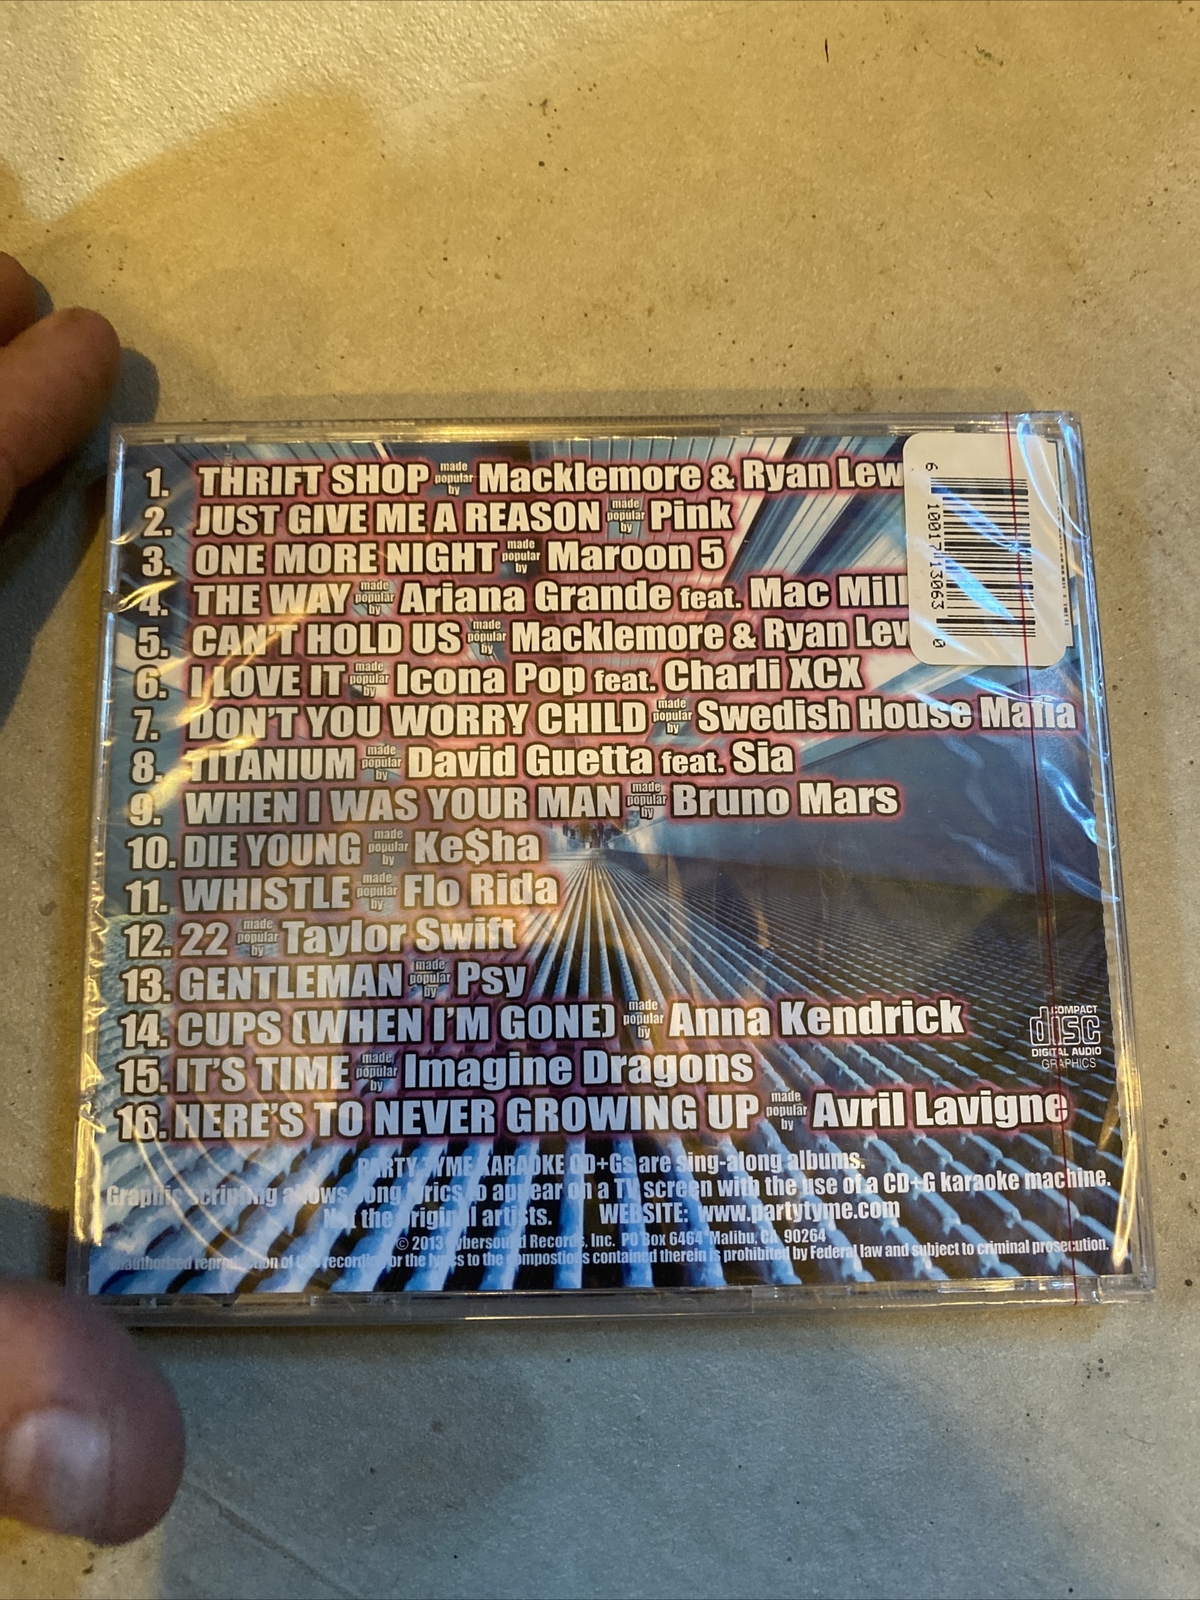 1. THRIFT SHOP made popular by Macklemore & Ryan Lew
2. JUST GIVE ME A REASON made popular by Pink
3. ONE MORE NIGHT made popular by Maroon 5
4. THE WAY made popular by Ariana Grande feat. Mac Mill
5. CAN'T HOLD US made popular by Macklemore & Ryan Lew
6. I LOVE IT made popular by Icona Pop feat. Charli XCX
7. DON'T YOU WORRY CHILD made popular by Swedish House Mafia
8. TITANIUM made popular by David Guetta feat. Sia
9. WHEN I WAS YOUR MAN made popular by Bruno Mars
10. DIE YOUNG made popular by Ke$ha
11. WHISTLE made popular by Flo Rida
12. 22 made popular by Taylor Swift
13. GENTLEMAN made popular by Psy
14. CUPS (WHEN I'M GONE) made popular by Anna Kendrick
15. IT'S TIME made popular by Imagine Dragons
16. HERE'S TO NEVER GROWING UP made popular by Avril Lavigne
6 10017 13063 0
COMPACT
disc
DIGITAL AUDIO
GRAPHICS
PARTY TYME KARAOKE CD+Gs are sing-along albums.
Graphic scripting allows song lyrics to appear on a TV screen with the use of a CD+G karaoke machine.
Not the original artists. WEBSITE: www.partytyme.com
© 2013 Cybersound Records, Inc. PO Box 6464 Malibu, CA 90264
Unauthorized reproduction of this recording or the lyrics to the compostions contained therein is prohibited by Federal law and subject to criminal prosecution.